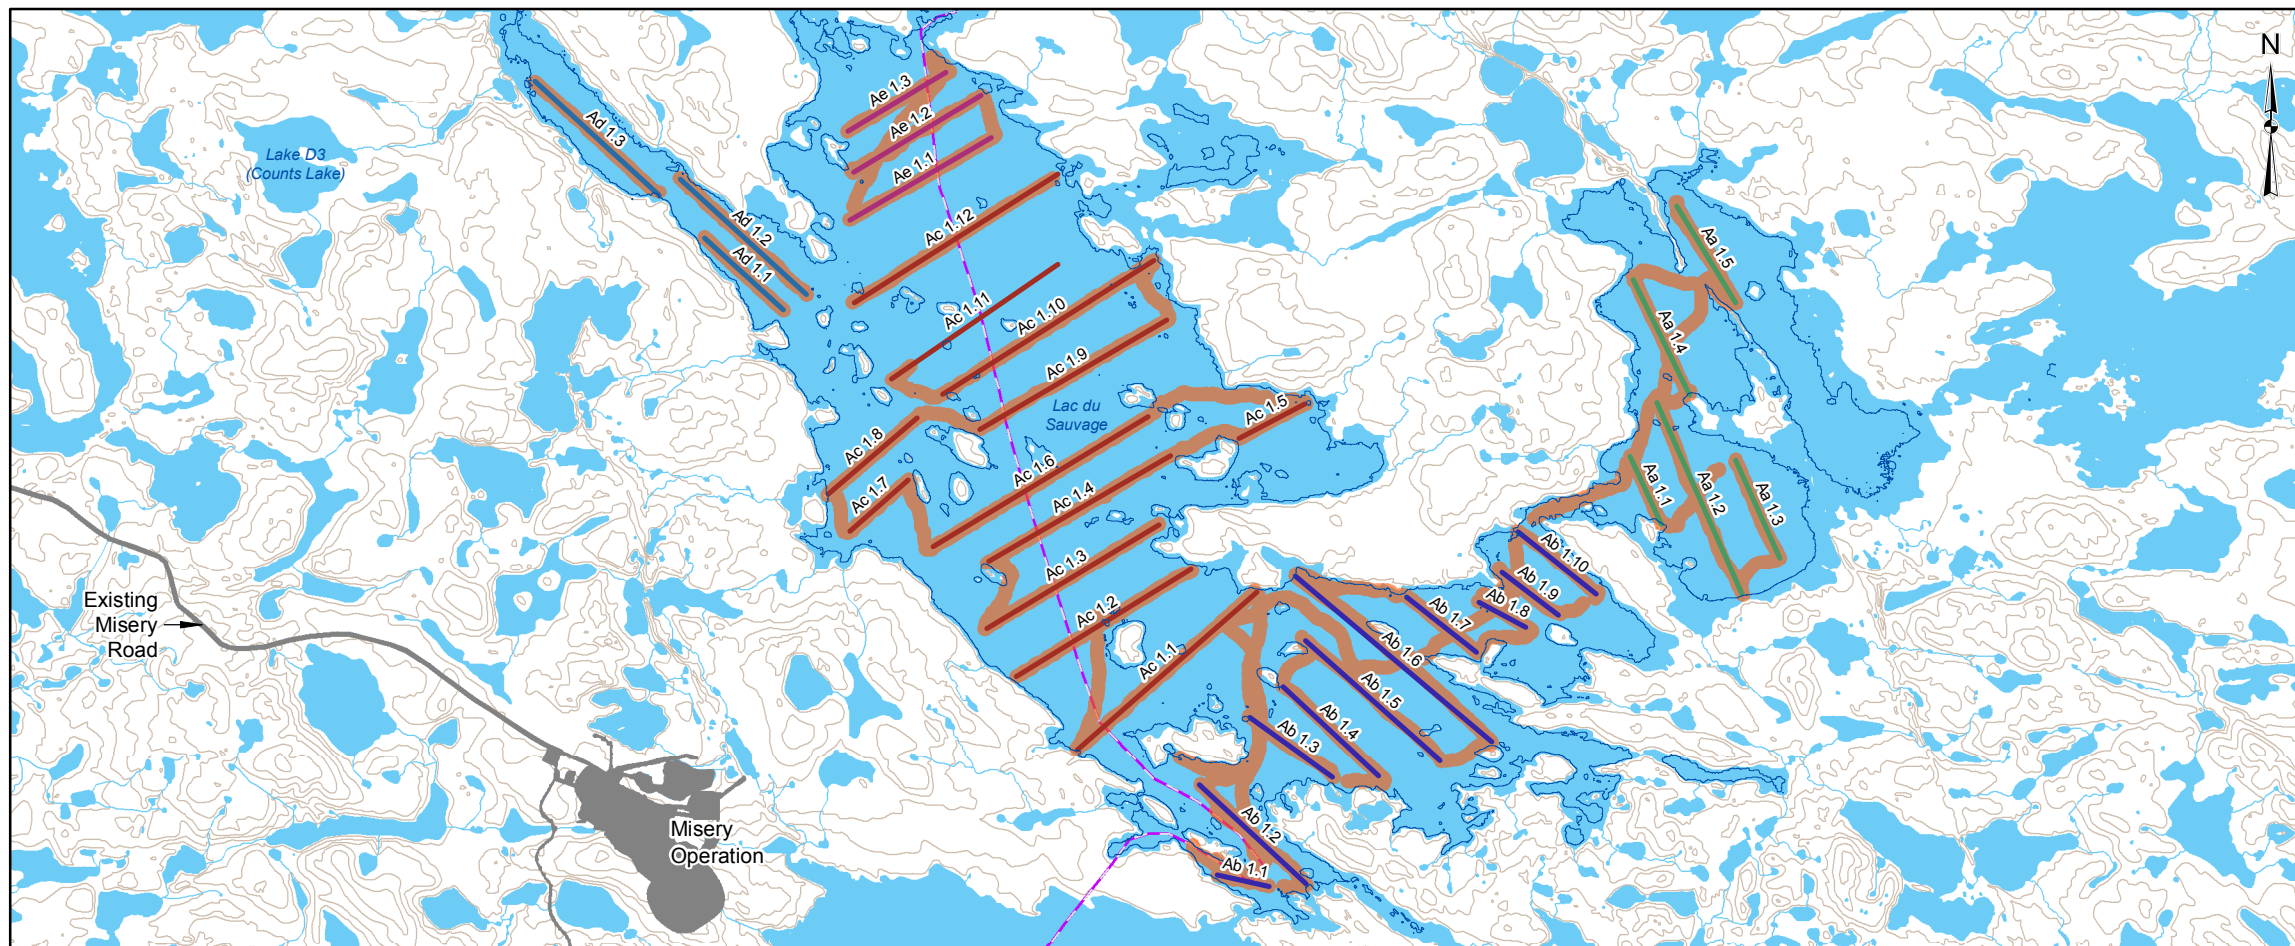 N
Ae 1.3
Ae 1.2
Ae 1.1
Ad 1.3
Lake D3
(Counts Lake)
Ad 1.2
Ad 1.1
Ac 1.12
Ac 1.11
Ac 1.10
Ac 1.9
Aa 1.5
Aa 1.4
Lac du
Sauvage
Ac 1.5
Ac 1.8
Ac 1.7
Ac 1.6
Ac 1.4
Ac 1.3
Ac 1.2
Ac 1.1
Aa 1.1
Aa 1.2
Aa 1.3
Ab 1.10
Ab 1.9
Ab 1.8
Ab 1.7
Ab 1.6
Ab 1.5
Ab 1.4
Ab 1.3
Ab 1.2
Ab 1.1
Existing
Misery
Road
Misery
Operation